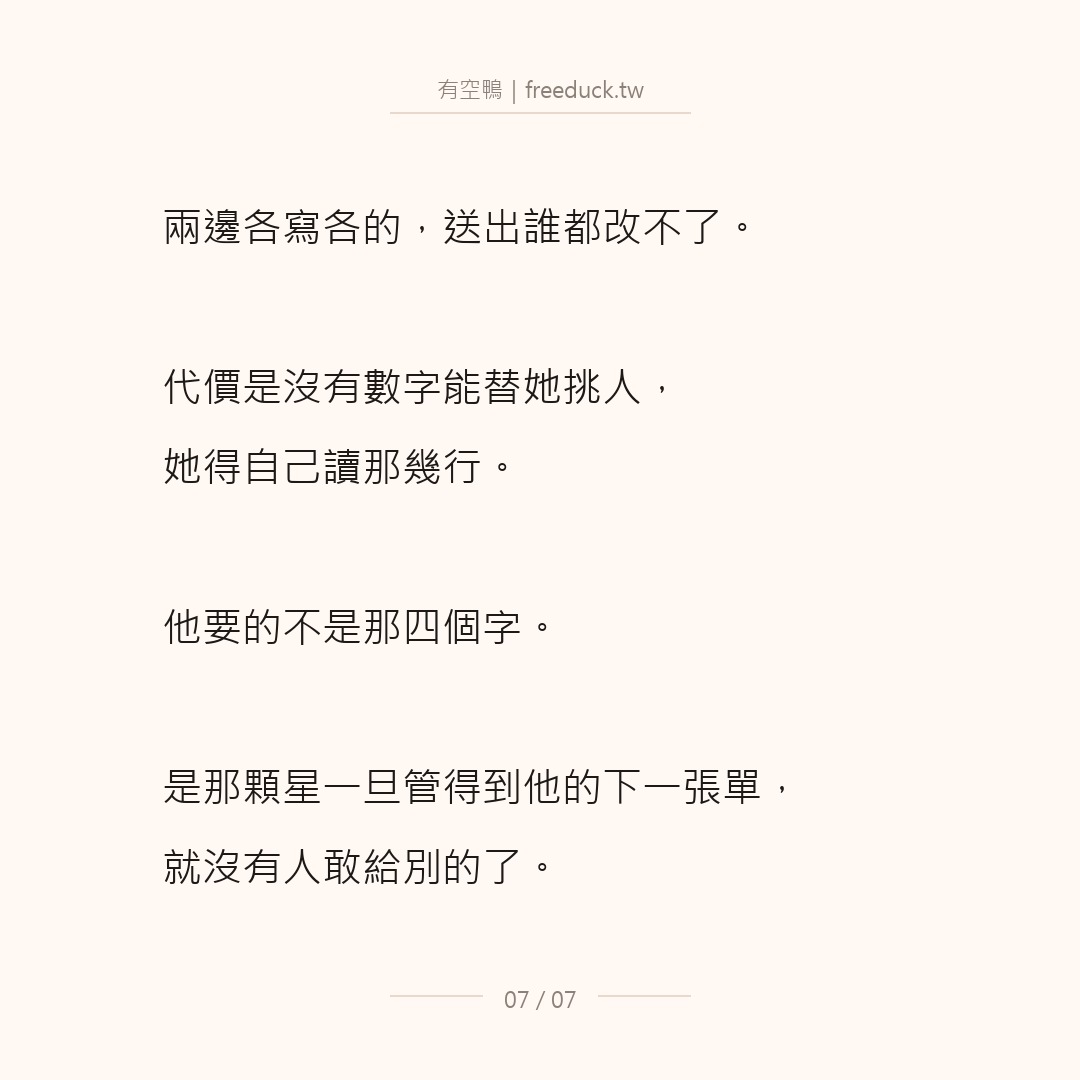 有空鴨 | freeduck.tw
兩邊各寫各的，送出誰都改不了。
代價是沒有數字能替她挑人，
她得自己讀那幾行。
他要的不是那四個字。
是那顆星一旦管得到他的下一張單，
就沒有人敢給別的了。
07 / 07